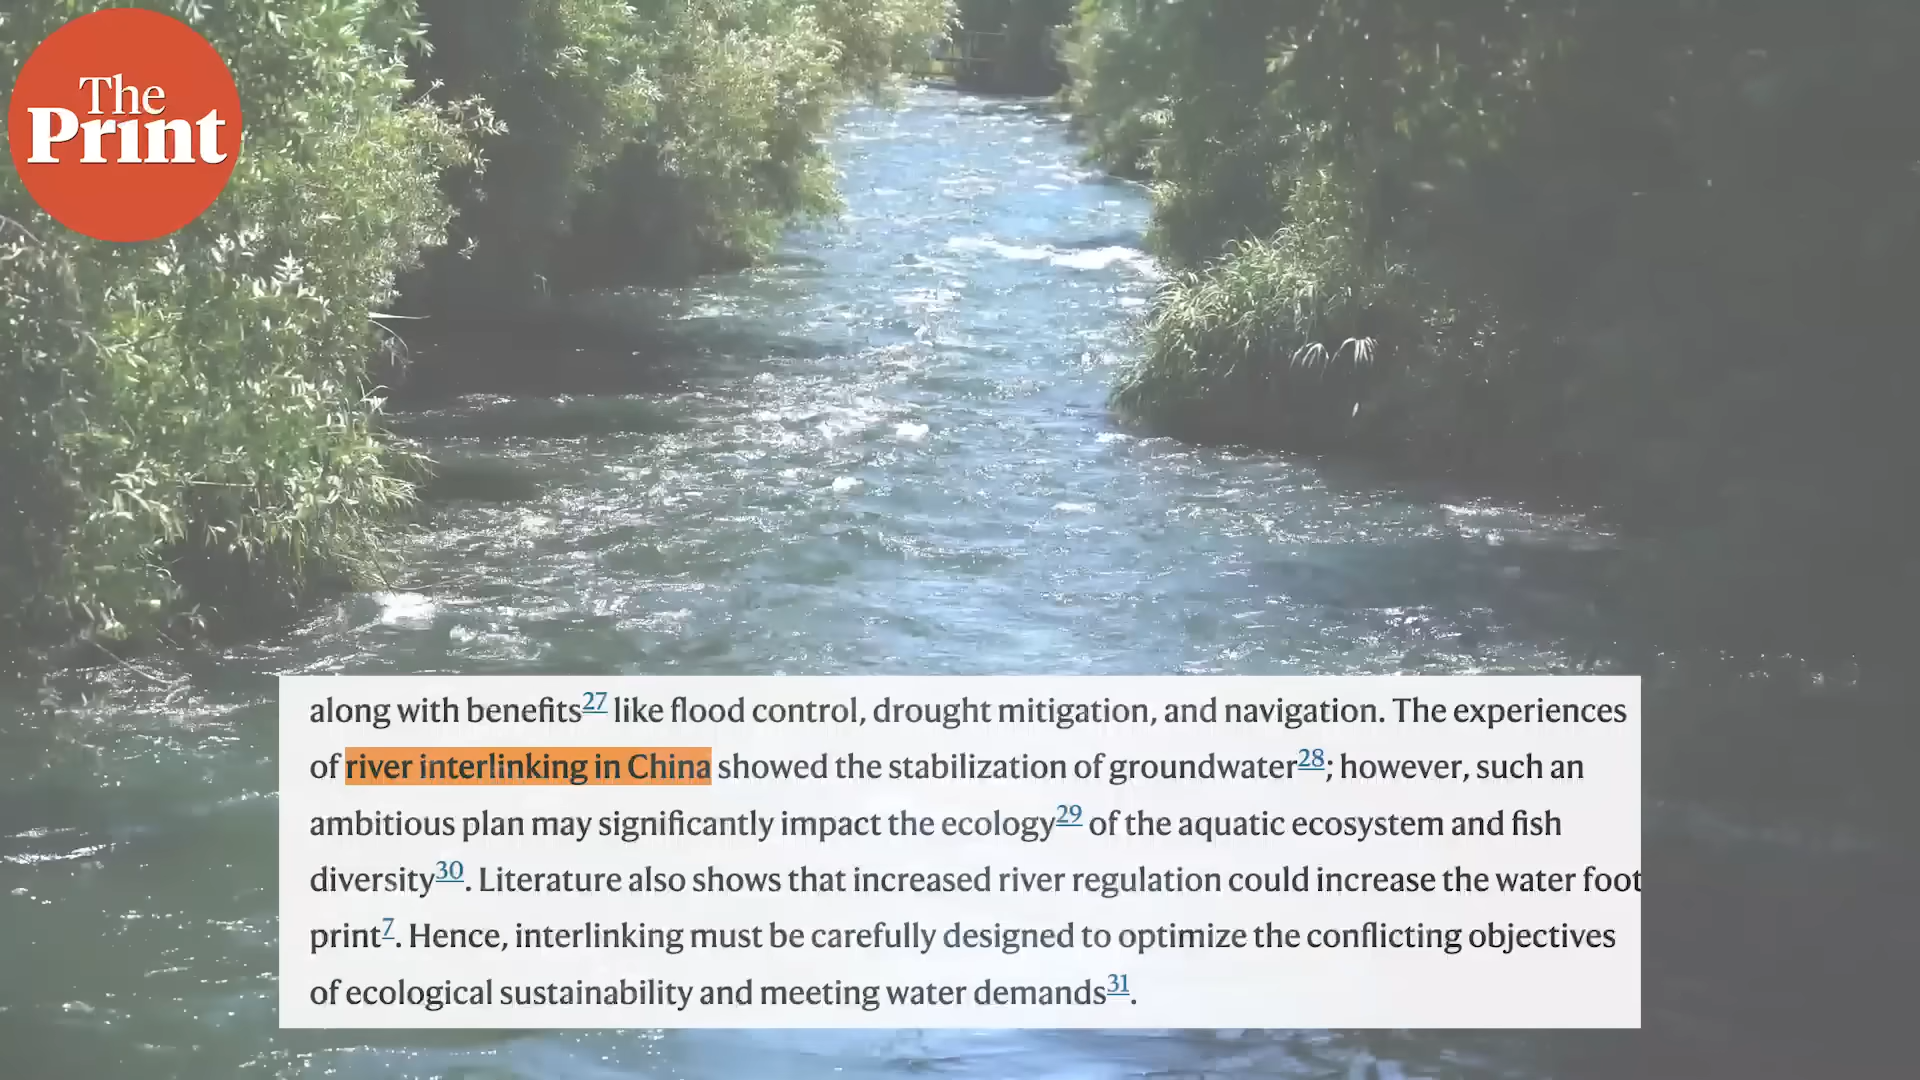 The
Print
along with benefits27 like flood control, drought mitigation, and navigation. The experiences
of river interlinking in China showed the stabilization of groundwater28; however, such an
ambitious plan may significantly impact the ecology29 of the aquatic ecosystem and fish
diversity30. Literature also shows that increased river regulation could increase the water foot
print7. Hence, interlinking must be carefully designed to optimize the conflicting objectives
of ecological sustainability and meeting water demands31.